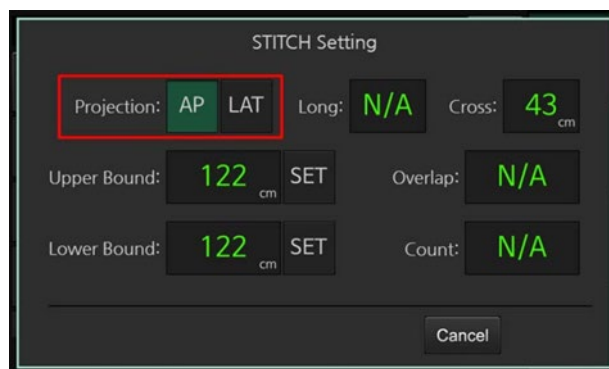 STITCH Setting
Projection: AP LAT Long: N/A Cross: 43 cm
Upper Bound: 122 cm SET Overlap: N/A
Lower Bound: 122 cm SET Count: N/A
Cancel